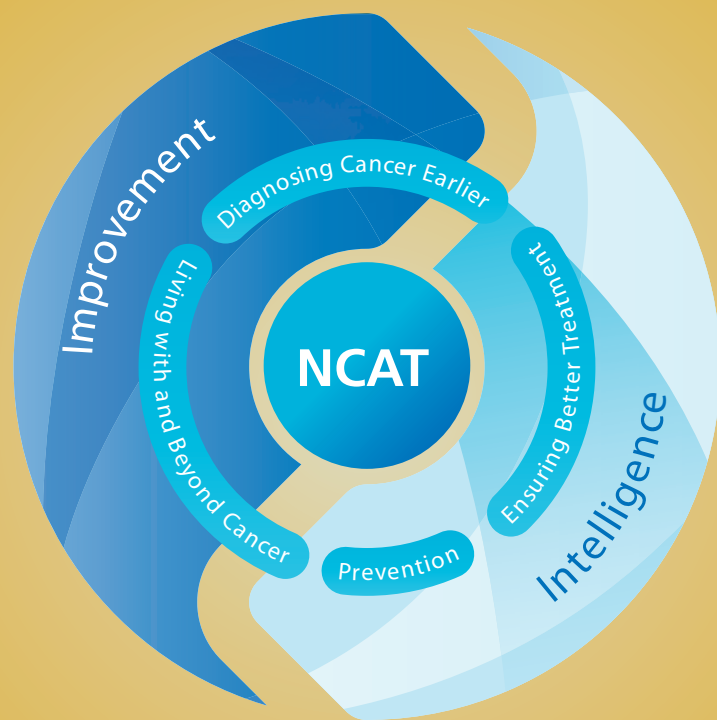 Improvement
Diagnosing Cancer Earlier
Living with and Beyond Cancer
NCAT
Ensuring Better Treatment
Prevention
Intelligence